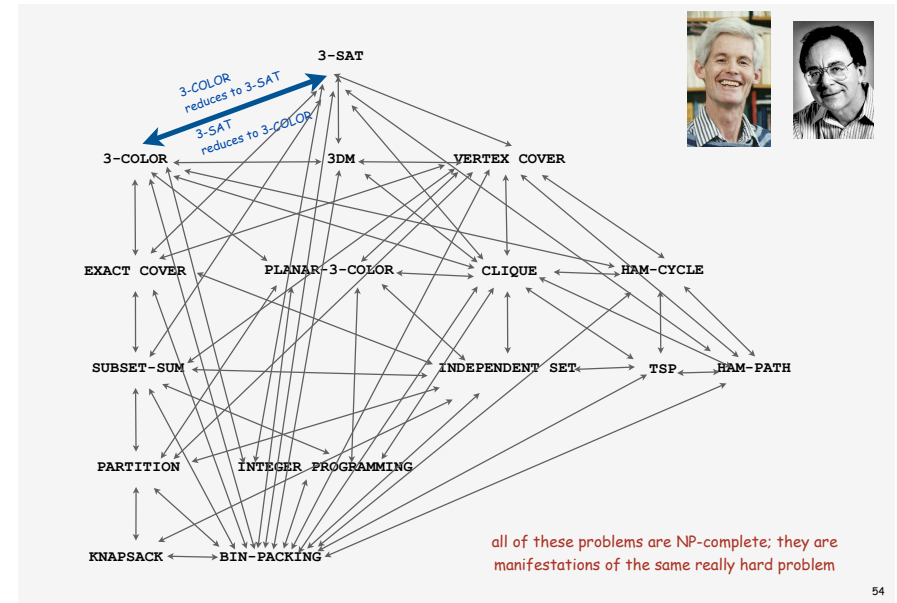 3-SAT
3-COLOR
reduces to 3-SAT
3-SAT
reduces to 3-COLOR
3-COLOR 3DM VERTEX COVER
EXACT COVER PLANAR-3-COLOR CLIQUE HAM-CYCLE
SUBSET-SUM INDEPENDENT SET TSP HAM-PATH
PARTITION INTEGER PROGRAMMING
KNAPSACK BIN-PACKING
all of these problems are NP-complete; they are
manifestations of the same really hard problem
54